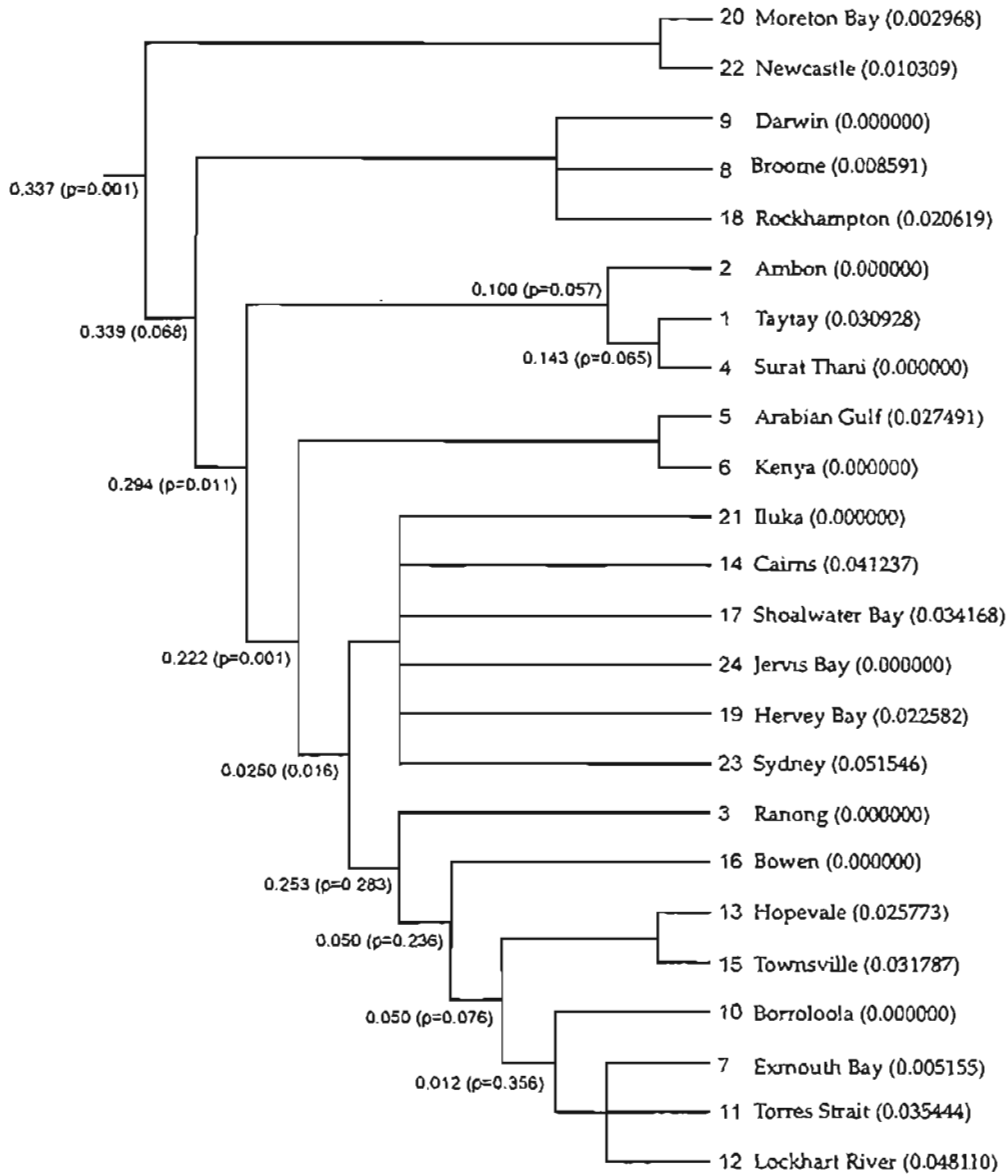 20 Moreton Bay (0.002968)
22 Newcastle (0.010309)
9 Darwin (0.000000)
8 Broome (0.008591)
0.337 (p=0.001)
18 Rockhampton (0.020619)
2 Ambon (0.000000)
0.100 (p=0.057)
1 Taytay (0.030928)
0.339 (0.068)
0.143 (p=0.065)
4 Surat Thani (0.000000)
5 Arabian Gulf (0.027491)
6 Kenya (0.000000)
0.294 (p=0.011)
21 Iluka (0.000000)
14 Cairns (0.041237)
17 Shoalwater Bay (0.034168)
0.222 (p=0.001)
24 Jervis Bay (0.000000)
19 Hervey Bay (0.022582)
23 Sydney (0.051546)
0.0250 (0.016)
3 Ranong (0.000000)
16 Bowen (0.000000)
0.253 (p=0 283)
13 Hopevale (0.025773)
0.050 (p=0.236)
15 Townsville (0.031787)
10 Borroloola (0.000000)
0.050 (p=0.076)
7 Exmouth Bay (0.005155)
0.012 (p=0.356)
11 Torres Strait (0.035444)
12 Lockhart River (0.048110)